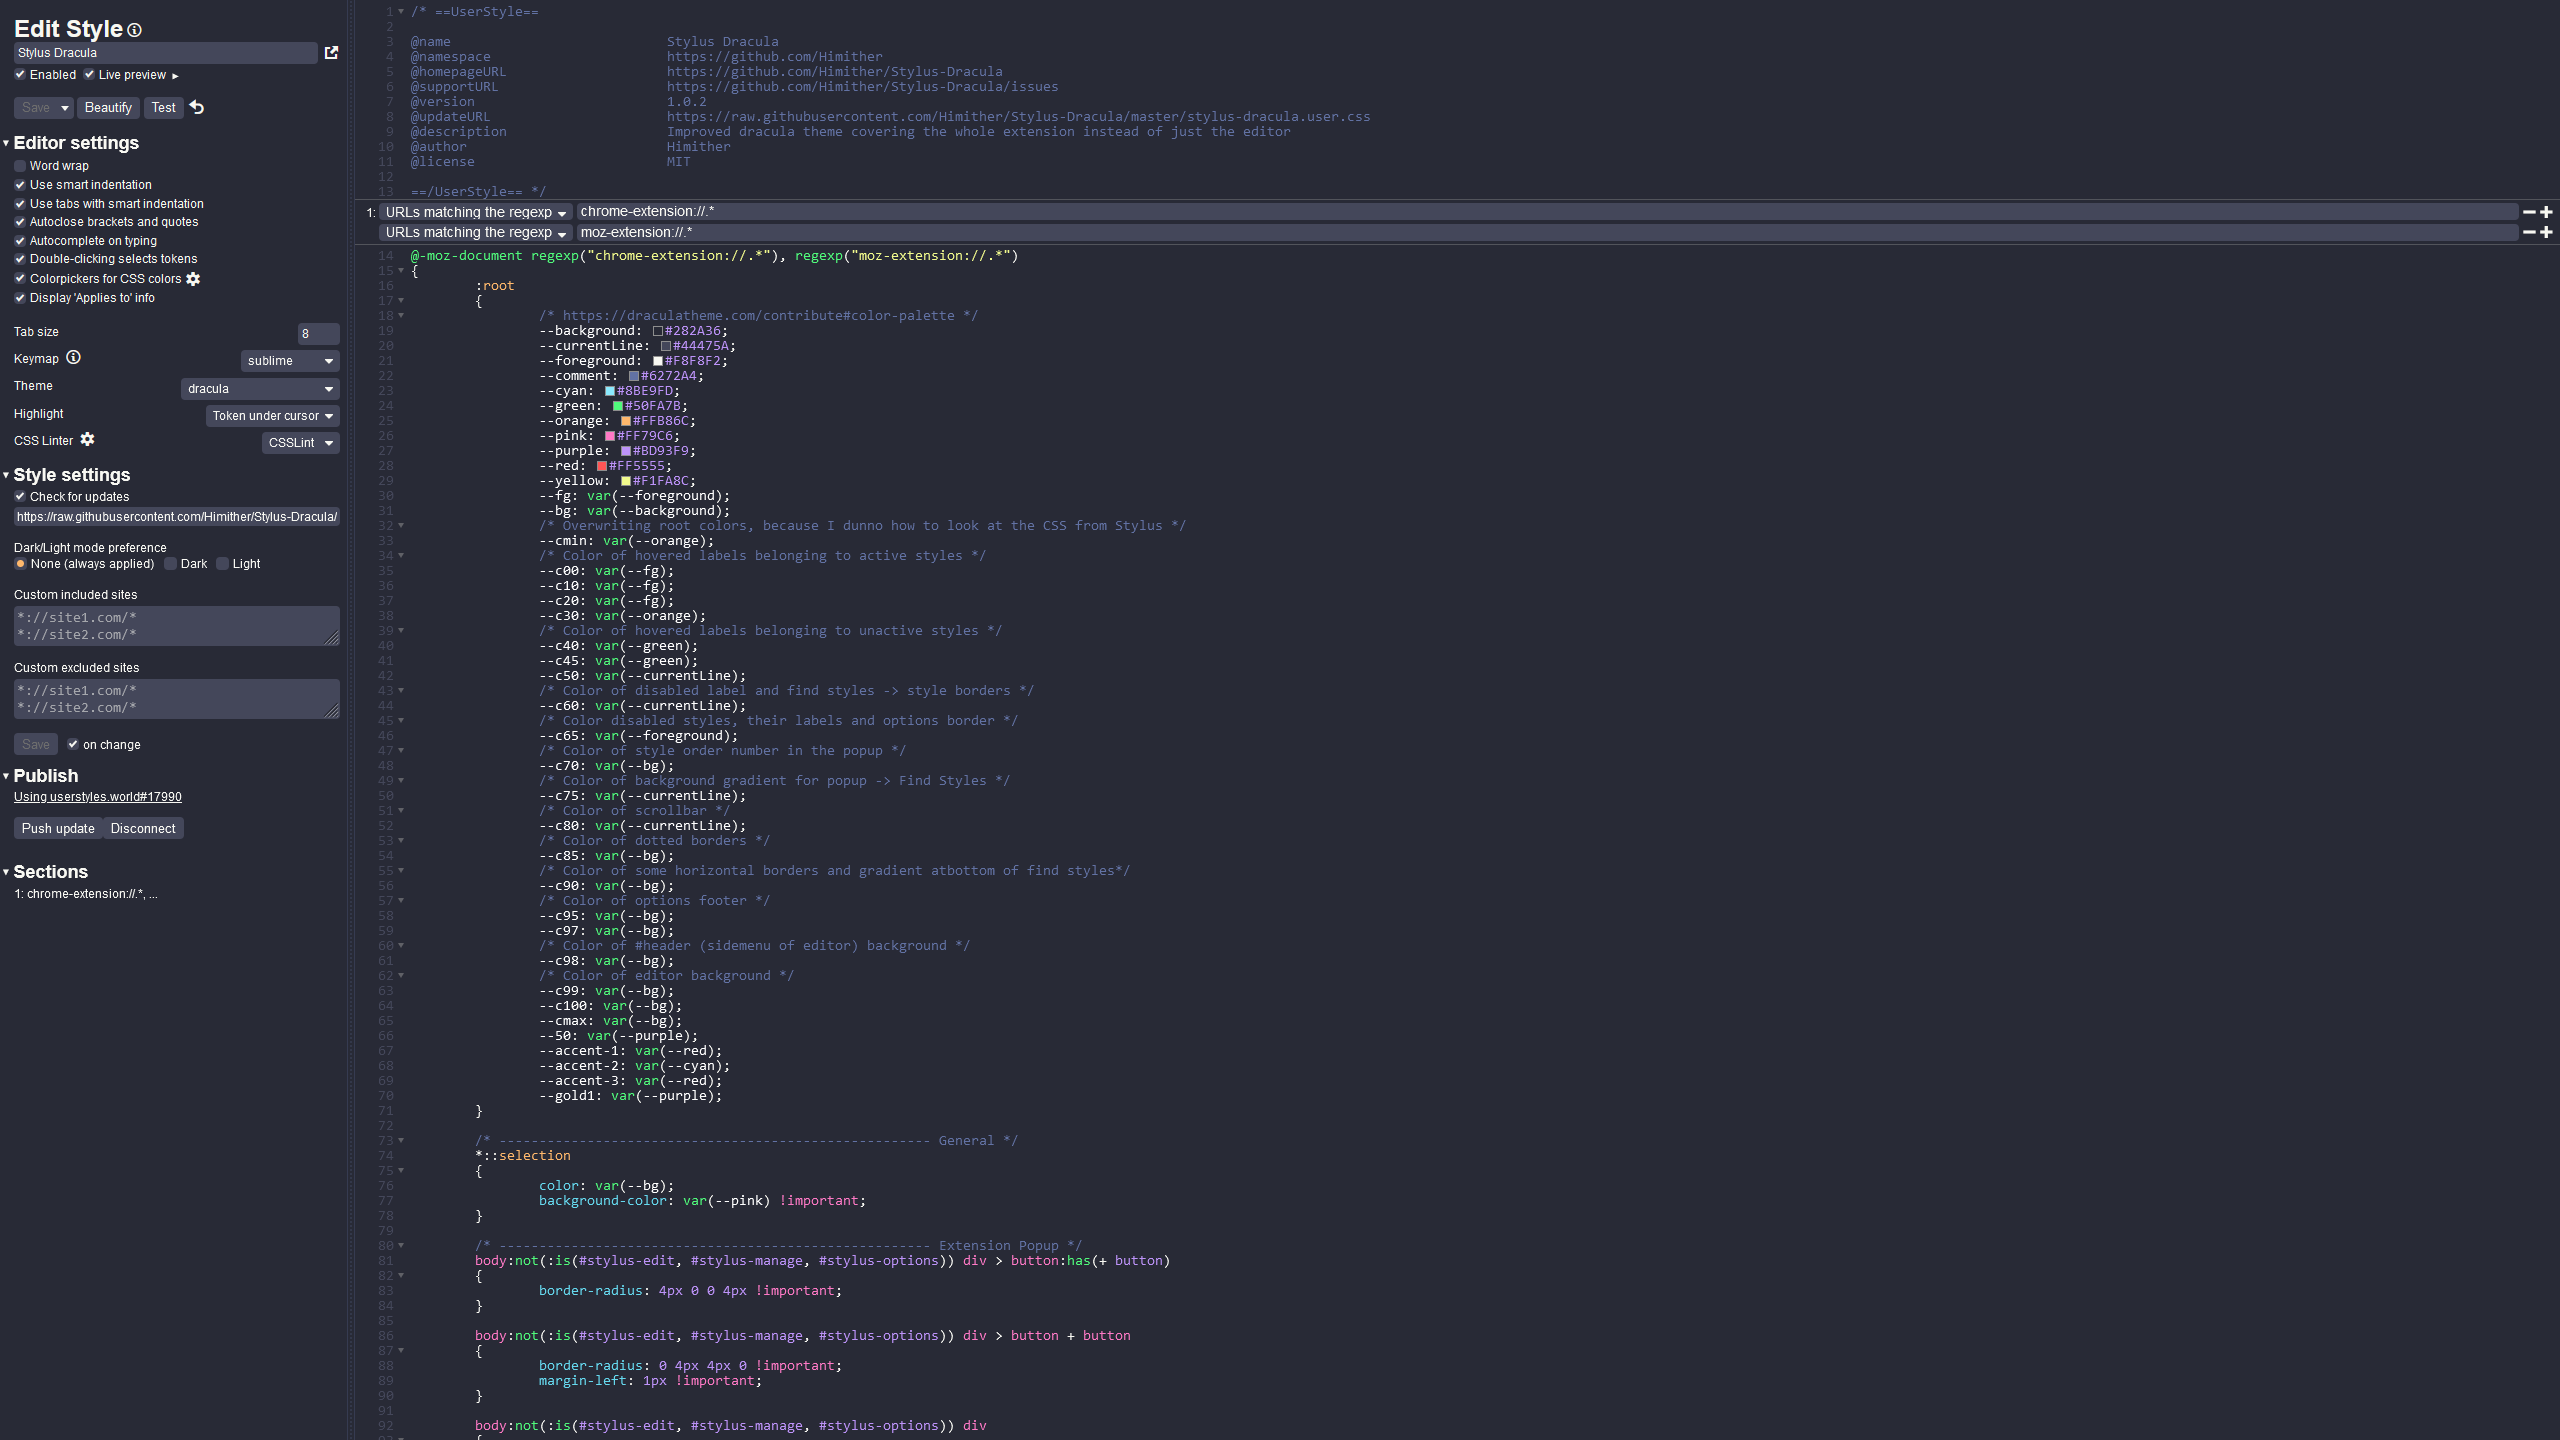 Edit Style
Stylus Dracula
Enabled Live preview
Save Beautify Test
Editor settings
Word wrap
Use smart indentation
Use tabs with smart indentation
Autoclose brackets and quotes
Autocomplete on typing
Double-clicking selects tokens
Colorpickers for CSS colors
Display 'Applies to' info
Tab size 8
Keymap sublime
Theme dracula
Highlight Token under cursor
CSS Linter CSSLint
Style settings
Check for updates
https://raw.githubusercontent.com/Himither/Stylus-Dracula/
Dark/Light mode preference
None (always applied) Dark Light
Custom included sites
*://site1.com/*
*://site2.com/*
Custom excluded sites
*://site1.com/*
*://site2.com/*
Save on change
Publish
Using userstyles.world#17990
Push update Disconnect
Sections
1: chrome-extension://.*, ...
1 /* ==UserStyle==
2
3 @name Stylus Dracula
4 @namespace https://github.com/Himither
5 @homepageURL https://github.com/Himither/Stylus-Dracula
6 @supportURL https://github.com/Himither/Stylus-Dracula/issues
7 @version 1.0.2
8 @updateURL https://raw.githubusercontent.com/Himither/Stylus-Dracula/master/stylus-dracula.user.css
9 @description Improved dracula theme covering the whole extension instead of just the editor
10 @author Himither
11 @license MIT
12
13 ==/UserStyle== */
1: URLs matching the regexp chrome-extension://.*
URLs matching the regexp moz-extension://.*
14 @-moz-document regexp("chrome-extension://.*"), regexp("moz-extension://.*")
15 {
16 :root
17 {
18 /* https://draculatheme.com/contribute#color-palette */
19 --background: #282A36;
20 --currentLine: #44475A;
21 --foreground: #F8F8F2;
22 --comment: #6272A4;
23 --cyan: #8BE9FD;
24 --green: #50FA7B;
25 --orange: #FFB86C;
26 --pink: #FF79C6;
27 --purple: #BD93F9;
28 --red: #FF5555;
29 --yellow: #F1FA8C;
30 --fg: var(--foreground);
31 --bg: var(--background);
32 /* Overwriting root colors, because I dunno how to look at the CSS from Stylus */
33 --cmin: var(--orange);
34 /* Color of hovered labels belonging to active styles */
35 --c00: var(--fg);
36 --c10: var(--fg);
37 --c20: var(--fg);
38 --c30: var(--orange);
39 /* Color of hovered labels belonging to unactive styles */
40 --c40: var(--green);
41 --c45: var(--green);
42 --c50: var(--currentLine);
43 /* Color of disabled label and find styles -> style borders */
44 --c60: var(--currentLine);
45 /* Color disabled styles, their labels and options border */
46 --c65: var(--foreground);
47 /* Color of style order number in the popup */
48 --c70: var(--bg);
49 /* Color of background gradient for popup -> Find Styles */
50 --c75: var(--currentLine);
51 /* Color of scrollbar */
52 --c80: var(--currentLine);
53 /* Color of dotted borders */
54 --c85: var(--bg);
55 /* Color of some horizontal borders and gradient atbottom of find styles*/
56 --c90: var(--bg);
57 /* Color of options footer */
58 --c95: var(--bg);
59 --c97: var(--bg);
60 /* Color of #header (sidemenu of editor) background */
61 --c98: var(--bg);
62 /* Color of editor background */
63 --c99: var(--bg);
64 --c100: var(--bg);
65 --cmax: var(--bg);
66 --50: var(--purple);
67 --accent-1: var(--red);
68 --accent-2: var(--cyan);
69 --accent-3: var(--red);
70 --gold1: var(--purple);
71 }
72
73 /* ------------------------------------------------------ General */
74 *::selection
75 {
76 color: var(--bg);
77 background-color: var(--pink) !important;
78 }
79
80 /* ------------------------------------------------------ Extension Popup */
81 body:not(:is(#stylus-edit, #stylus-manage, #stylus-options)) div > button:has(+ button)
82 {
83 border-radius: 4px 0 0 4px !important;
84 }
85
86 body:not(:is(#stylus-edit, #stylus-manage, #stylus-options)) div > button + button
87 {
88 border-radius: 0 4px 4px 0 !important;
89 margin-left: 1px !important;
90 }
91
92 body:not(:is(#stylus-edit, #stylus-manage, #stylus-options)) div